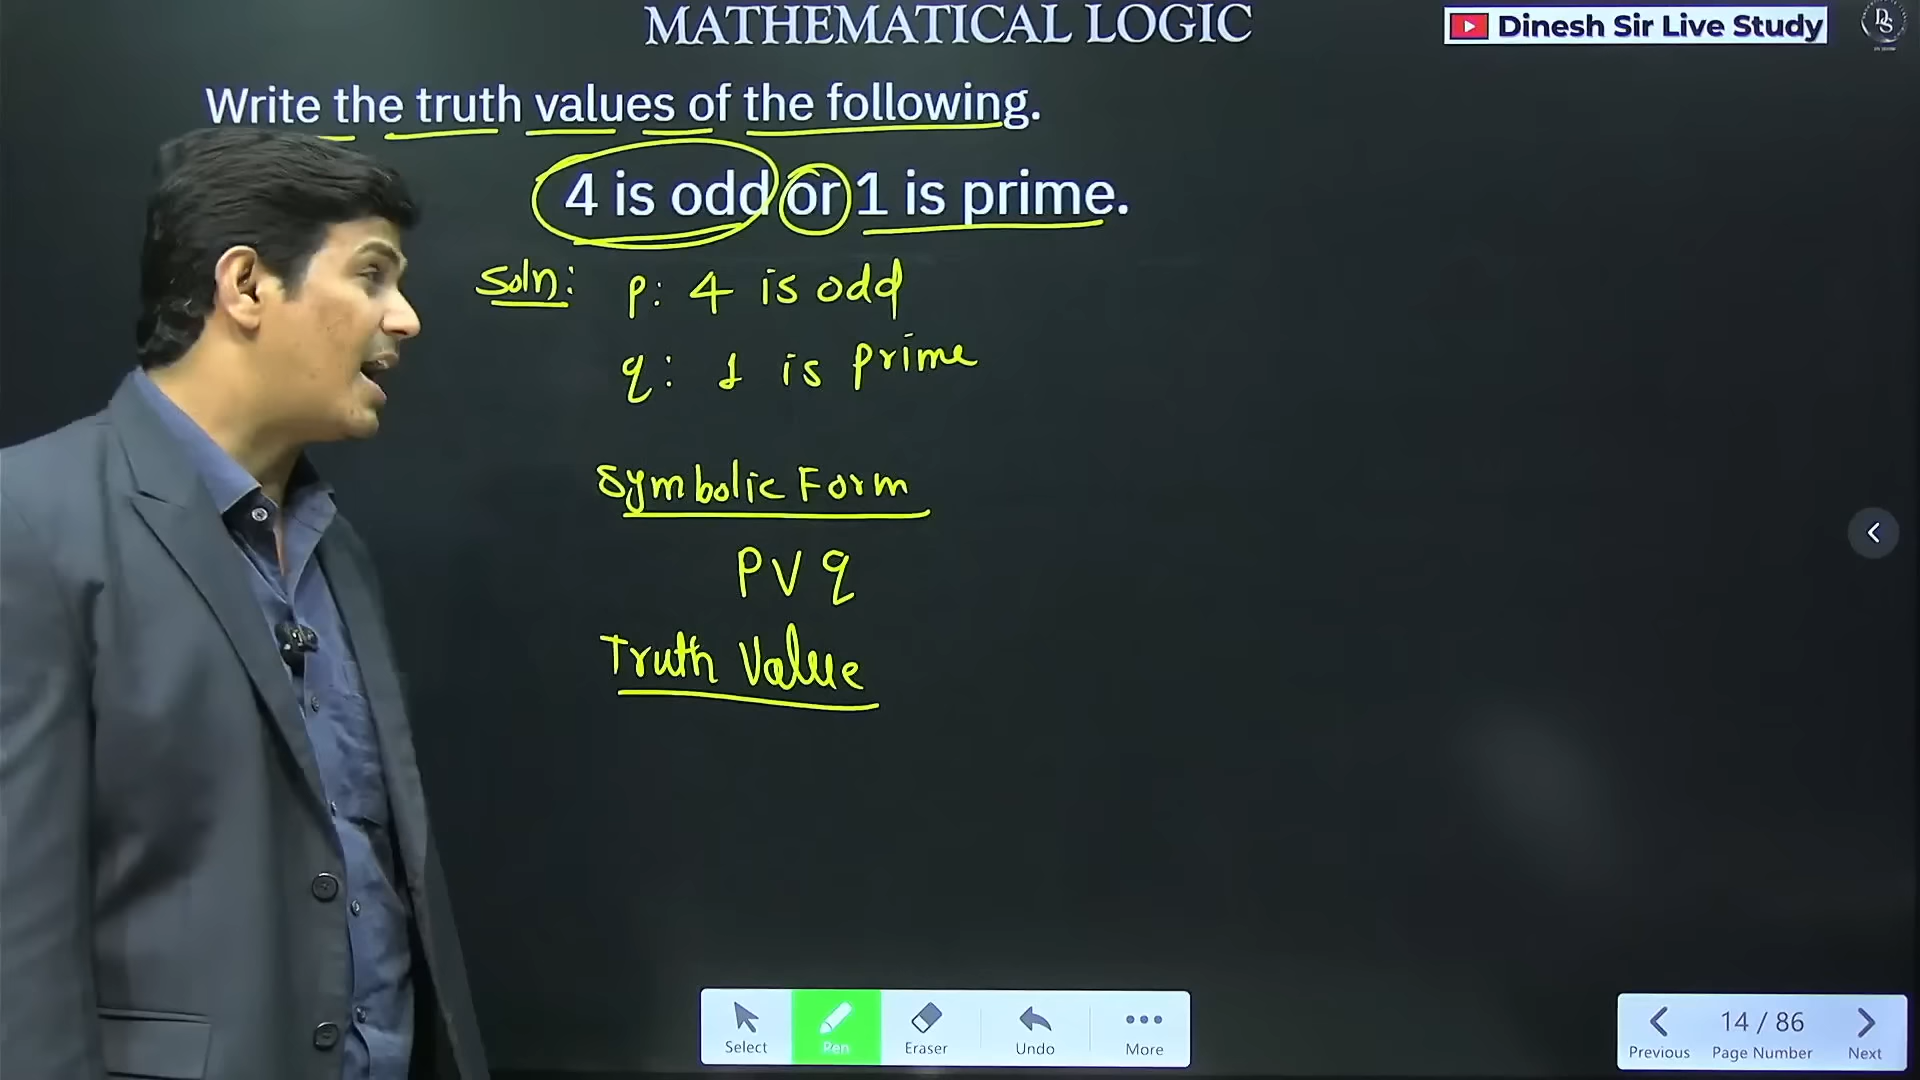 MATHEMATICAL LOGIC
Dinesh Sir Live Study
DS
Write the truth values of the following.
4 is odd or 1 is prime.
Soln: p: 4 is odd
q: 1 is prime
Symbolic Form
P V q
Truth Value
Select Pen Eraser Undo More
14 / 86
Previous Page Number Next